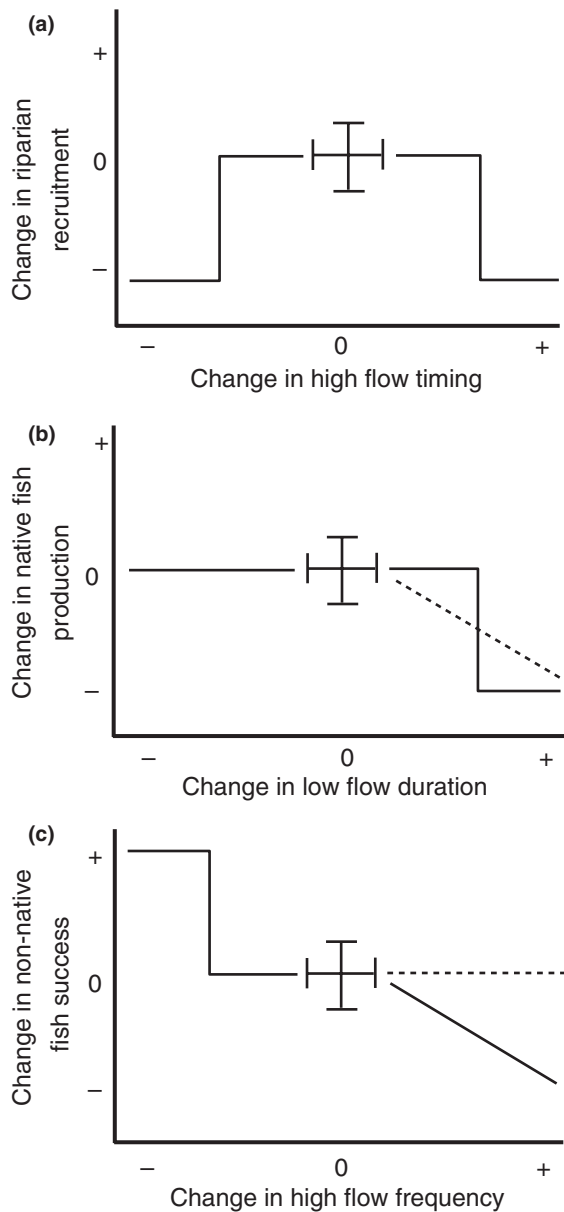 (a)
Change in riparian
recruitment
+
0
–
– 0 +
Change in high flow timing
(b)
Change in native fish
production
+
0
–
– 0 +
Change in low flow duration
(c)
Change in non-native
fish success
+
0
–
– 0 +
Change in high flow frequency